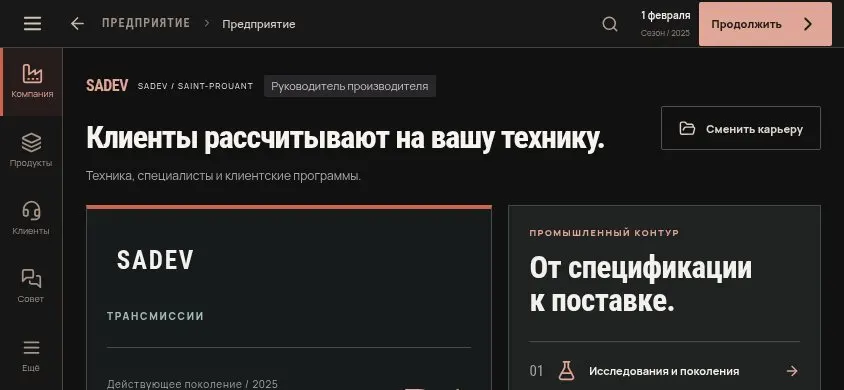 ПРЕДПРИЯТИЕ > Предприятие
1 февраля
Сезон / 2025
Продолжить
Компания
Продукты
Клиенты
Совет
Ещё
SADEV SADEV / SAINT-PROUANT Руководитель производителя
Клиенты рассчитывают на вашу технику.
Сменить карьеру
Техника, специалисты и клиентские программы.
SADEV
ТРАНСМИССИИ
Действующее поколение / 2025
ПРОМЫШЛЕННЫЙ КОНТУР
От спецификации
к поставке.
01 Исследования и поколения